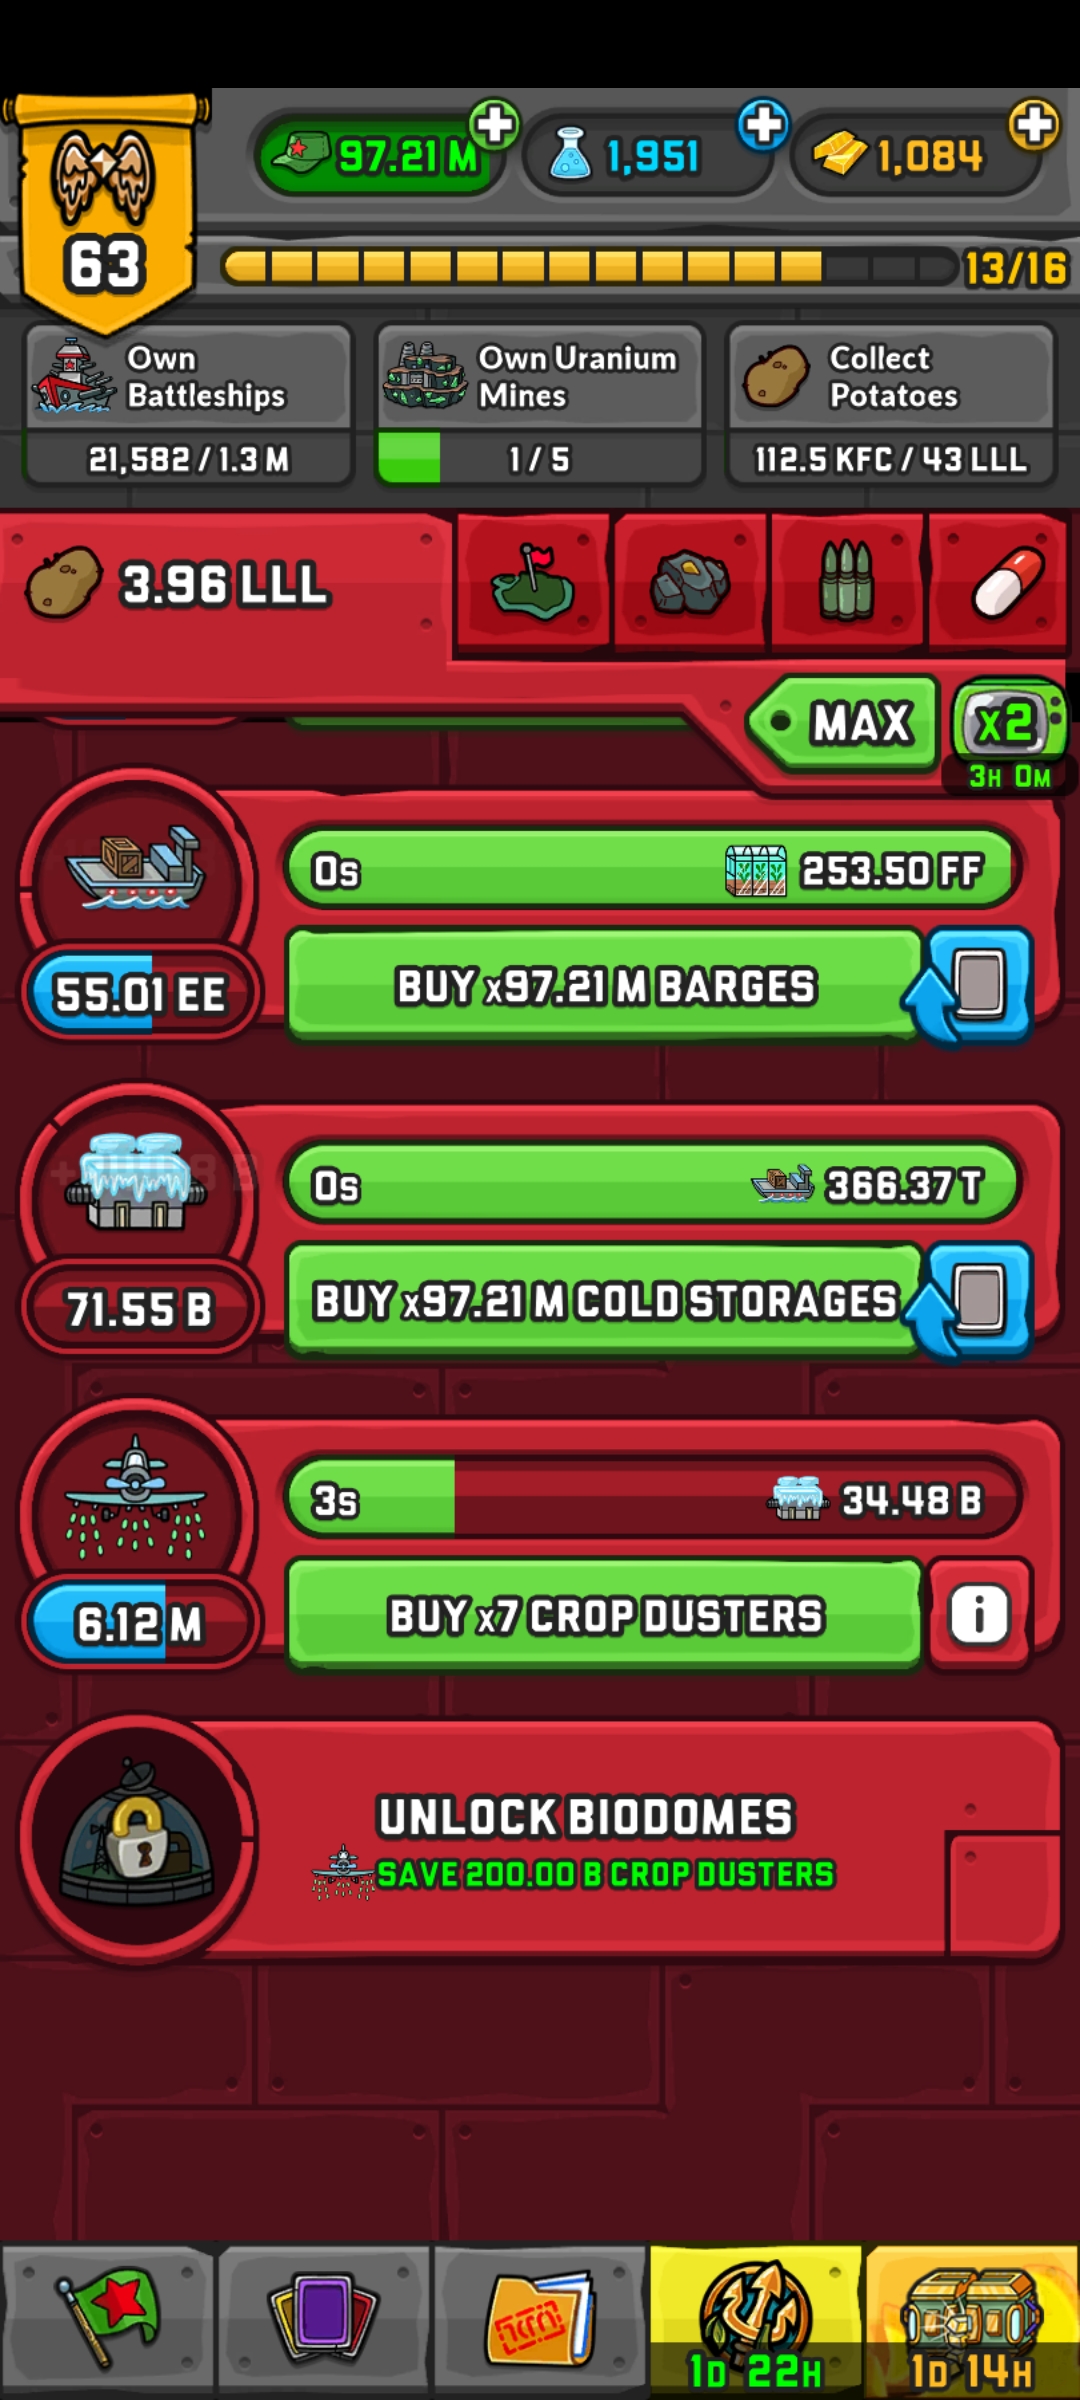 97.21 M
1,951
1,084
63
13/16
Own
Battleships
21,582 / 1.3 M
Own Uranium
Mines
1 / 5
Collect
Potatoes
112.5 KFC / 43 LLL
3.96 LLL
MAX
x2
3H 0M
0s
253.50 FF
55.01 EE
BUY x97.21 M BARGES
0s
366.37 T
71.55 B
BUY x97.21 M COLD STORAGES
3s
34.48 B
6.12 M
BUY x7 CROP DUSTERS
i
UNLOCK BIODOMES
SAVE 200.00 B CROP DUSTERS
1D 22H
1D 14H